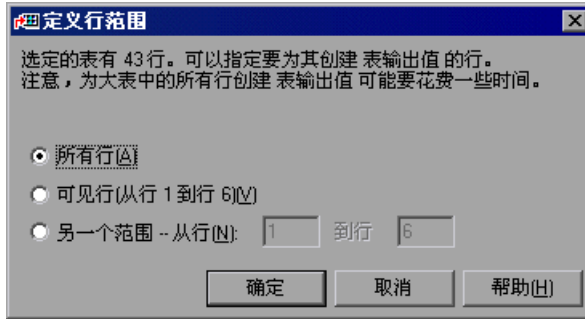 定义行范围
选定的表有 43 行。可以指定要为其创建 表输出值 的行。
注意，为大表中的所有行创建 表输出值 可能要花费一些时间。
所有行(A)
可见行(从行 1 到行 6)(V)
另一个范围 -- 从行(N): 1 到行 6
确定 取消 帮助(H)